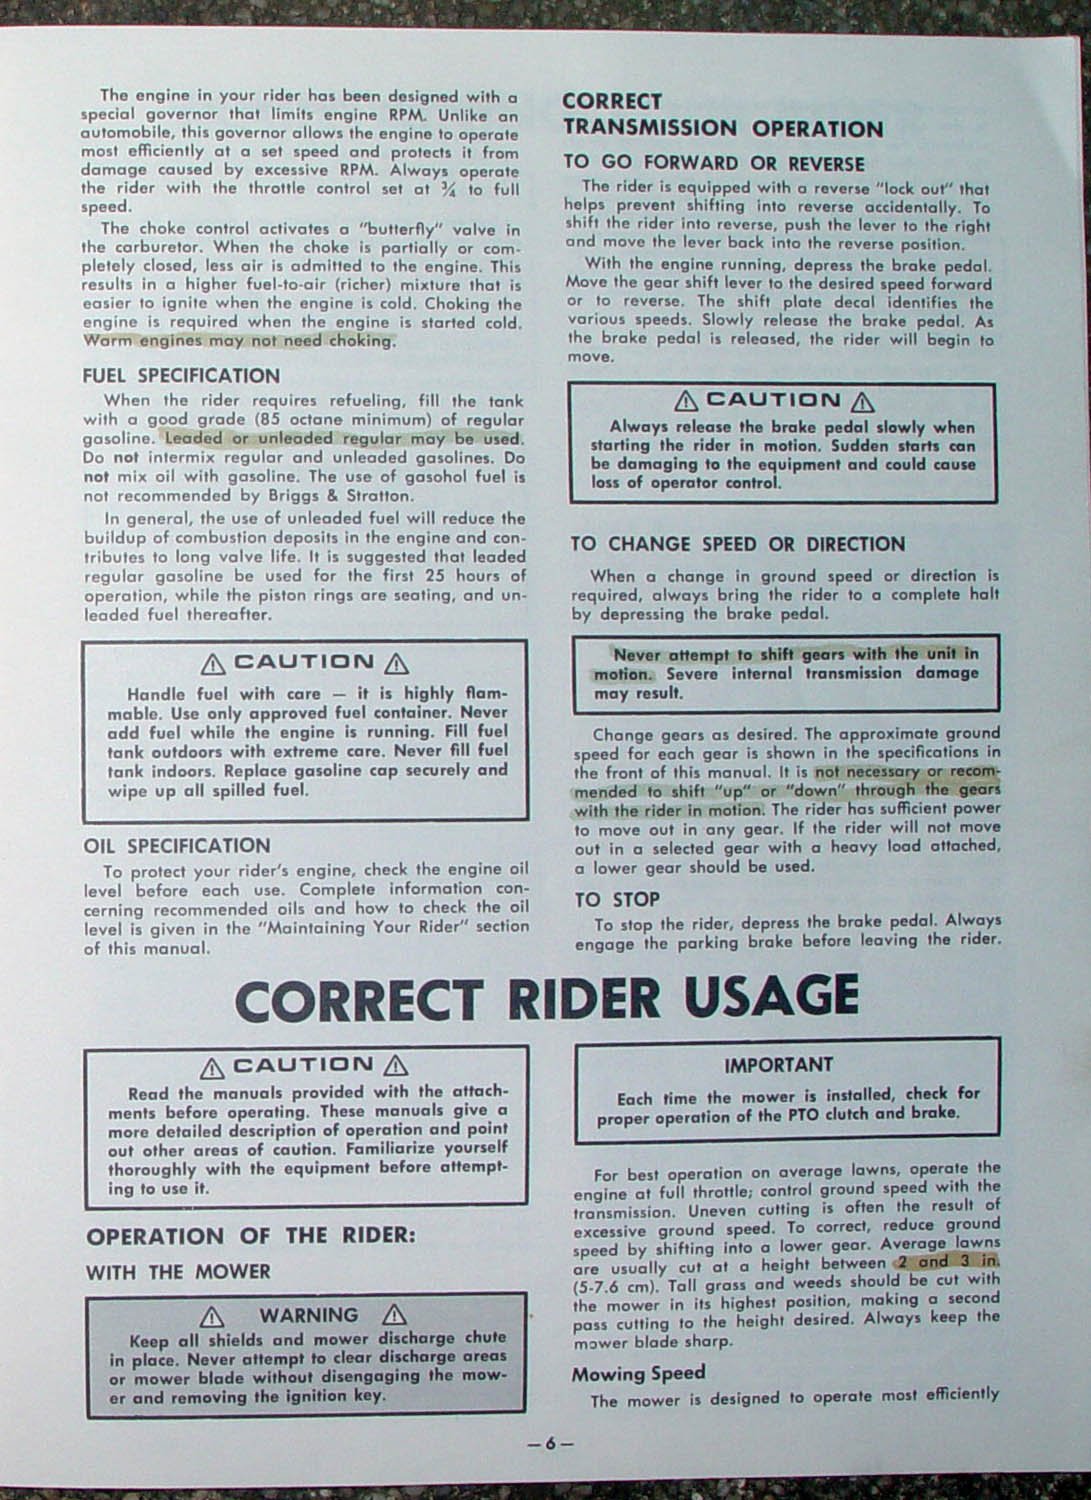 The engine in your rider has been designed with a
special governor that limits engine RPM. Unlike an
automobile, this governor allows the engine to operate
most efficiently at a set speed and protects it from
damage caused by excessive RPM. Always operate
the rider with the throttle control set at ¾ to full
speed.
The choke control activates a "butterfly" valve in
the carburetor. When the choke is partially or com-
pletely closed, less air is admitted to the engine. This
results in a higher fuel-to-air (richer) mixture that is
easier to ignite when the engine is cold. Choking the
engine is required when the engine is started cold.
Warm engines may not need choking.
FUEL SPECIFICATION
When the rider requires refueling, fill the tank
with a good grade (85 octane minimum) of regular
gasoline. Leaded or unleaded regular may be used.
Do not intermix regular and unleaded gasolines. Do
not mix oil with gasoline. The use of gasohol fuel is
not recommended by Briggs & Stratton.
In general, the use of unleaded fuel will reduce the
buildup of combustion deposits in the engine and con-
tributes to long valve life. It is suggested that leaded
regular gasoline be used for the first 25 hours of
operation, while the piston rings are seating, and un-
leaded fuel thereafter.
⚠ CAUTION ⚠
Handle fuel with care — it is highly flam-
mable. Use only approved fuel container. Never
add fuel while the engine is running. Fill fuel
tank outdoors with extreme care. Never fill fuel
tank indoors. Replace gasoline cap securely and
wipe up all spilled fuel.
OIL SPECIFICATION
To protect your rider's engine, check the engine oil
level before each use. Complete information con-
cerning recommended oils and how to check the oil
level is given in the "Maintaining Your Rider" section
of this manual.
CORRECT
TRANSMISSION OPERATION
TO GO FORWARD OR REVERSE
The rider is equipped with a reverse "lock out" that
helps prevent shifting into reverse accidentally. To
shift the rider into reverse, push the lever to the right
and move the lever back into the reverse position.
With the engine running, depress the brake pedal.
Move the gear shift lever to the desired speed forward
or to reverse. The shift plate decal identifies the
various speeds. Slowly release the brake pedal. As
the brake pedal is released, the rider will begin to
move.
⚠ CAUTION ⚠
Always release the brake pedal slowly when
starting the rider in motion. Sudden starts can
be damaging to the equipment and could cause
loss of operator control.
TO CHANGE SPEED OR DIRECTION
When a change in ground speed or direction is
required, always bring the rider to a complete halt
by depressing the brake pedal.
Never attempt to shift gears with the unit in
motion. Severe internal transmission damage
may result.
Change gears as desired. The approximate ground
speed for each gear is shown in the specifications in
the front of this manual. It is not necessary or recom-
mended to shift "up" or "down" through the gears
with the rider in motion. The rider has sufficient power
to move out in any gear. If the rider will not move
out in a selected gear with a heavy load attached,
a lower gear should be used.
TO STOP
To stop the rider, depress the brake pedal. Always
engage the parking brake before leaving the rider.
CORRECT RIDER USAGE
⚠ CAUTION ⚠
Read the manuals provided with the attach-
ments before operating. These manuals give a
more detailed description of operation and point
out other areas of caution. Familiarize yourself
thoroughly with the equipment before attempt-
ing to use it.
OPERATION OF THE RIDER:
WITH THE MOWER
⚠ WARNING ⚠
Keep all shields and mower discharge chute
in place. Never attempt to clear discharge areas
or mower blade without disengaging the mow-
er and removing the ignition key.
IMPORTANT
Each time the mower is installed, check for
proper operation of the PTO clutch and brake.
For best operation on average lawns, operate the
engine at full throttle; control ground speed with the
transmission. Uneven cutting is often the result of
excessive ground speed. To correct, reduce ground
speed by shifting into a lower gear. Average lawns
are usually cut at a height between 2 and 3 in.
(5-7.6 cm). Tall grass and weeds should be cut with
the mower in its highest position, making a second
pass cutting to the height desired. Always keep the
mower blade sharp.
Mowing Speed
The mower is designed to operate most efficiently
— 6 —